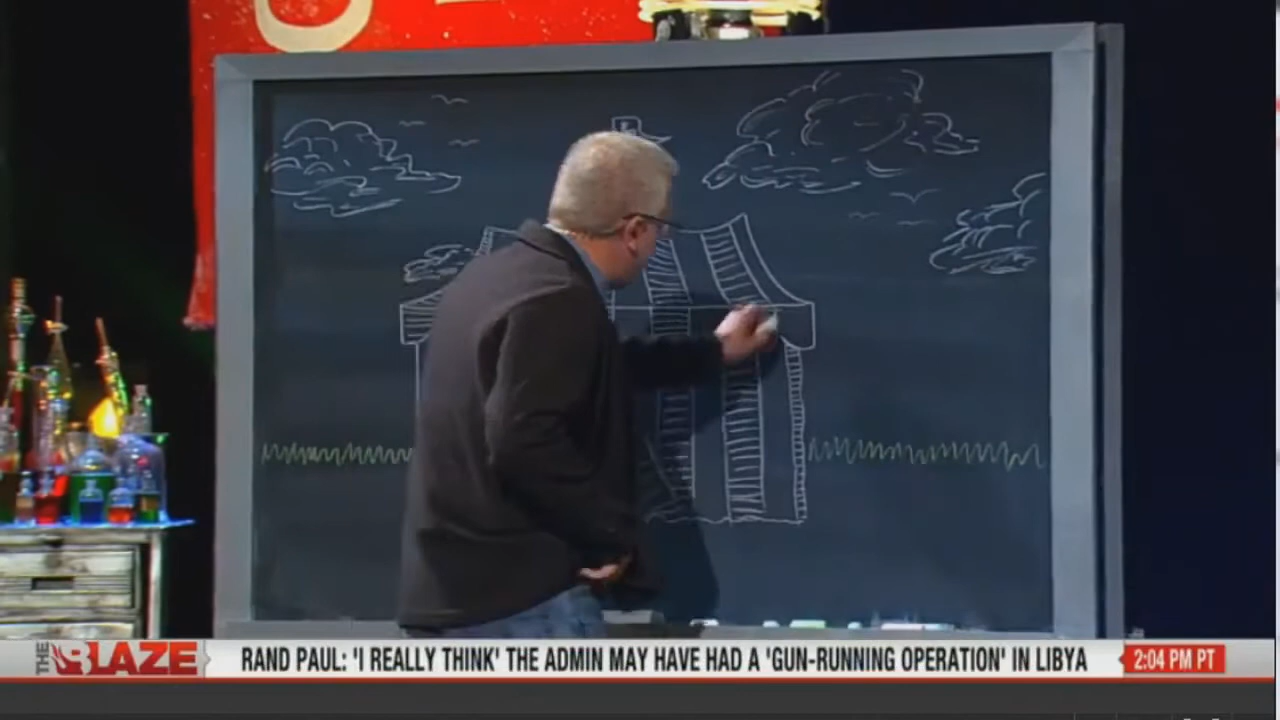 THE BLAZE
RAND PAUL: 'I REALLY THINK' THE ADMIN MAY HAVE HAD A 'GUN-RUNNING OPERATION' IN LIBYA
2:04 PM PT